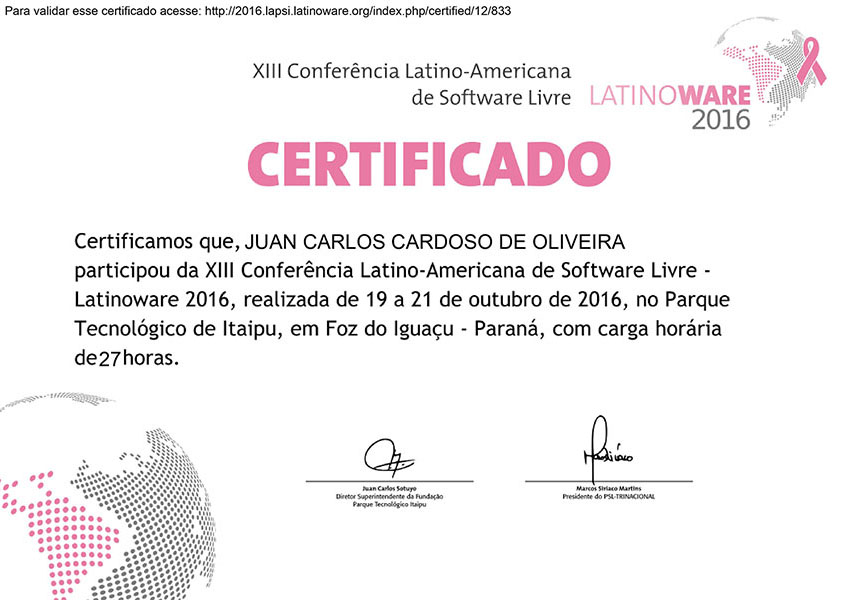 Para validar esse certificado acesse: http://2016.lapsi.latinoware.org/index.php/certified/12/833
XIII Conferência Latino-Americana
de Software Livre
LATINOWARE
2016
CERTIFICADO
Certificamos que, JUAN CARLOS CARDOSO DE OLIVEIRA
participou da XIII Conferência Latino-Americana de Software Livre -
Latinoware 2016, realizada de 19 a 21 de outubro de 2016, no Parque
Tecnológico de Itaipu, em Foz do Iguaçu - Paraná, com carga horária
de27horas.
Juan Carlos Sotuyo
Diretor Superintendente da Fundação
Parque Tecnológico Itaipu
Marcos Siríaco Martins
Presidente do PSL-TRINACIONAL